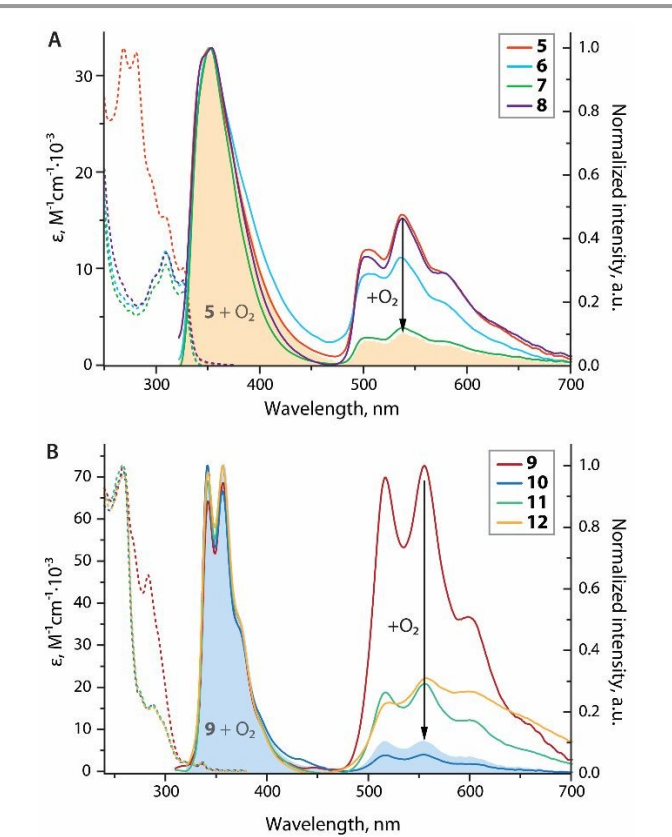 A
5
6
7
8
30
20
10
0
1.0
0.8
0.6
0.4
0.2
0.0
ε, M⁻¹cm⁻¹·10⁻³
Normalized intensity, a.u.
5 + O₂
+O₂
300 400 500 600 700
Wavelength, nm
B
9
10
11
12
70
60
50
40
30
20
10
0
1.0
0.8
0.6
0.4
0.2
0.0
ε, M⁻¹cm⁻¹·10⁻³
Normalized intensity, a.u.
+O₂
9 + O₂
300 400 500 600 700
Wavelength, nm